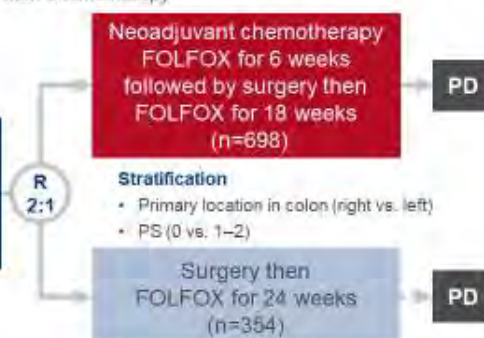 Neoadjuvant chemotherapy
FOLFOX for 6 weeks
followed by surgery then
FOLFOX for 18 weeks
(n=698)
PD
R
2:1
Stratification
• Primary location in colon (right vs. left)
• PS (0 vs. 1–2)
Surgery then
FOLFOX for 24 weeks
(n=354)
PD